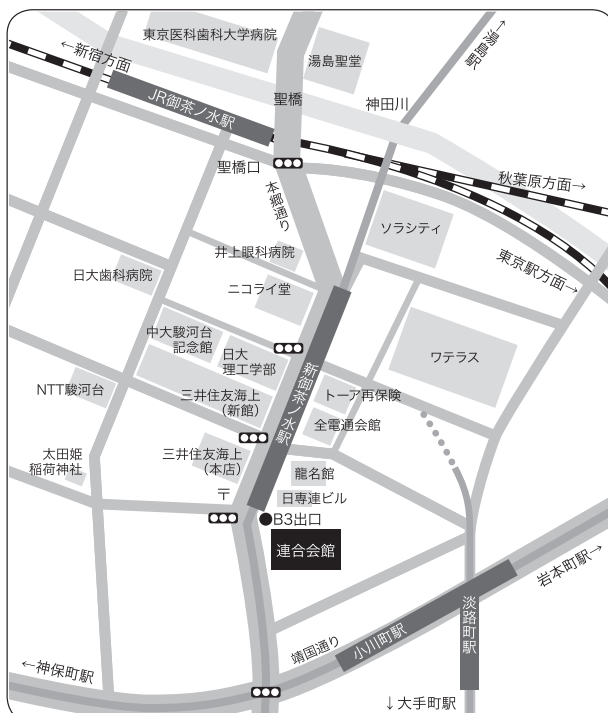 東京医科歯科大学病院
湯島聖堂
↑湯島駅
←新宿方面
JR御茶ノ水駅
聖橋
神田川
聖橋口
本郷通り
秋葉原方面→
ソラシティ
東京駅方面→
井上眼科病院
日大歯科病院
ニコライ堂
中大駿河台
記念館
日大
理工学部
ワテラス
新御茶ノ水駅
NTT駿河台
三井住友海上
（新館）
トーア再保険
全電通会館
太田姫
稲荷神社
三井住友海上
（本店）
龍名館
〒
日専連ビル
B3出口
連合会館
岩本町駅→
淡路町駅
小川町駅
靖国通り
←神保町駅
↓大手町駅